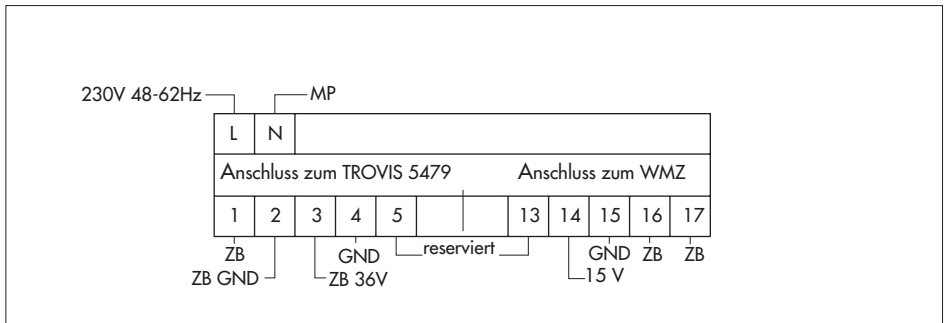 230V 48-62Hz MP
L N
Anschluss zum TROVIS 5479 Anschluss zum WMZ
1 2 3 4 5 13 14 15 16 17
ZB GND reserviert GND ZB ZB
ZB GND ZB 36V 15 V